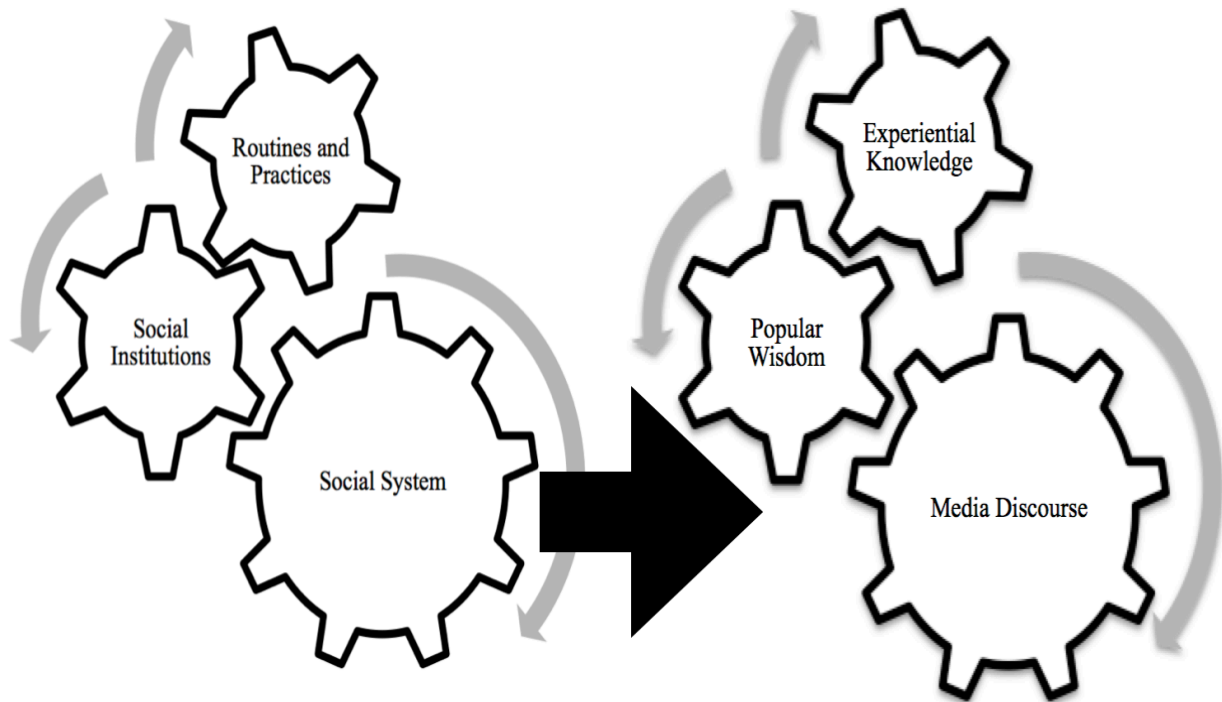 Routines and
Practices
Social
Institutions
Social System
Experiential
Knowledge
Popular
Wisdom
Media Discourse